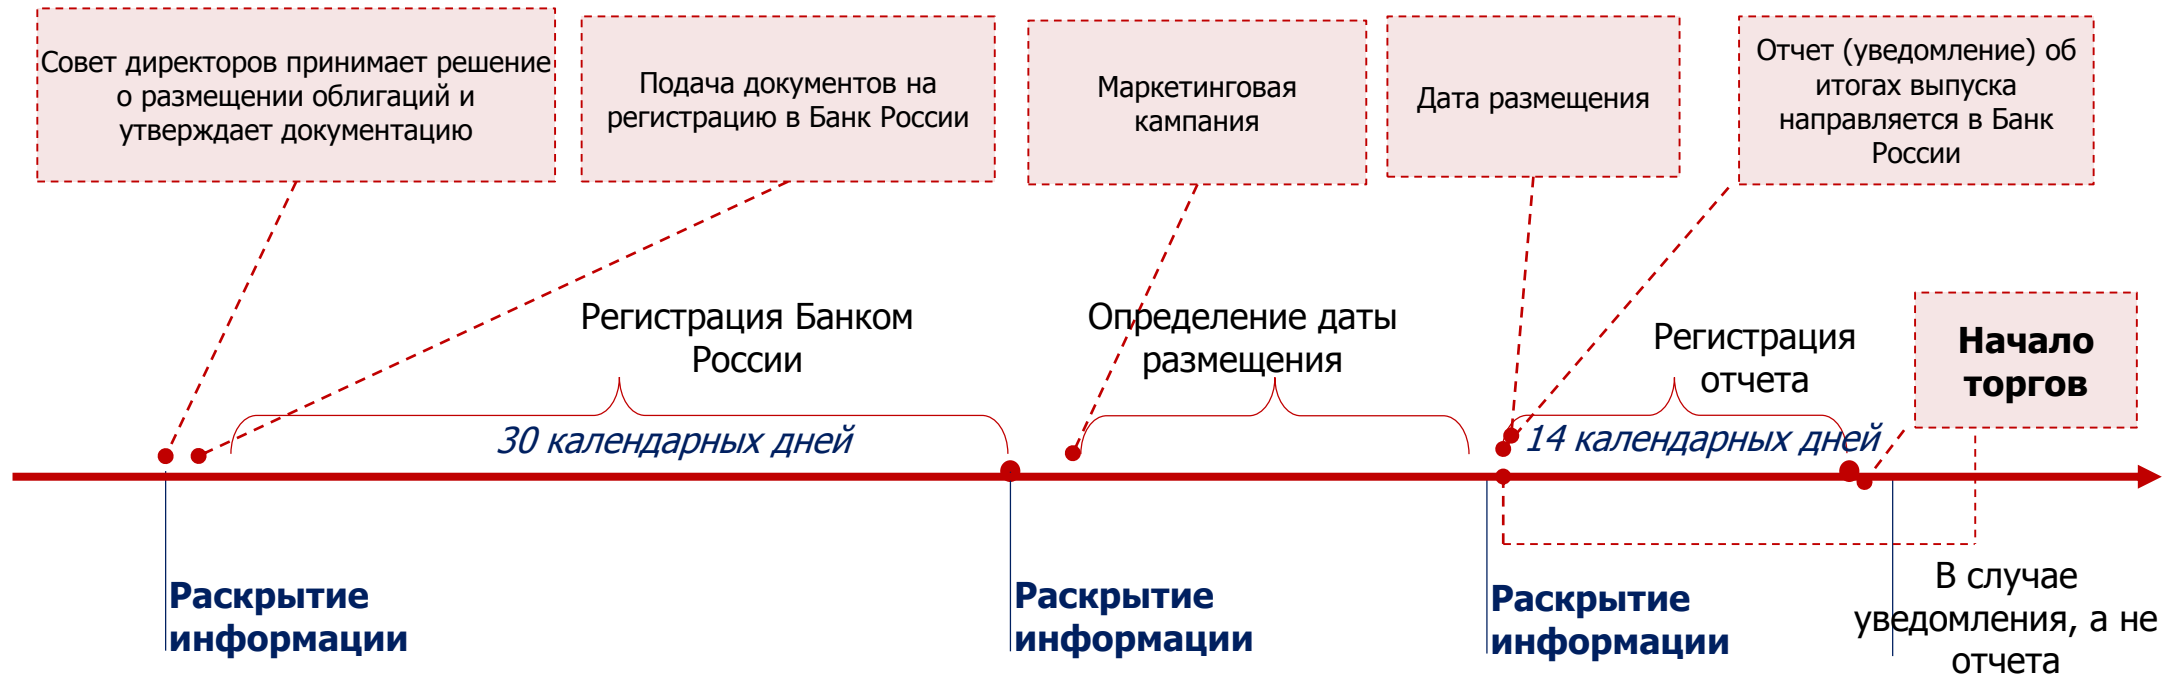 Совет директоров принимает решение
о размещении облигаций и
утверждает документацию
Подача документов на
регистрацию в Банк России
Маркетинговая
кампания
Дата размещения
Отчет (уведомление) об
итогах выпуска
направляется в Банк
России
Регистрация Банком
России
Определение даты
размещения
Регистрация
отчета
Начало
торгов
30 календарных дней
14 календарных дней
Раскрытие
информации
Раскрытие
информации
Раскрытие
информации
В случае
уведомления, а не
отчета